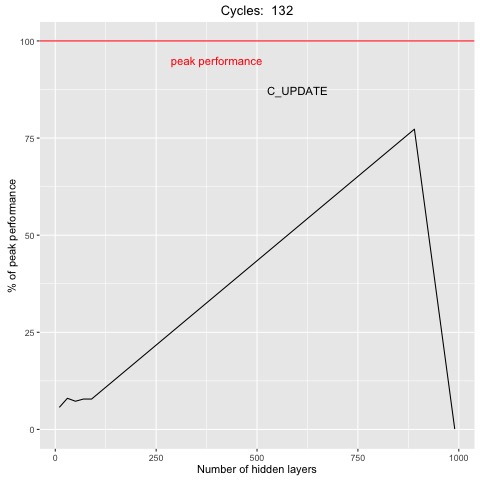 Cycles:  132
100
peak performance
C_UPDATE
75
% of peak performance
50
25
0
0 250 500 750 1000
Number of hidden layers